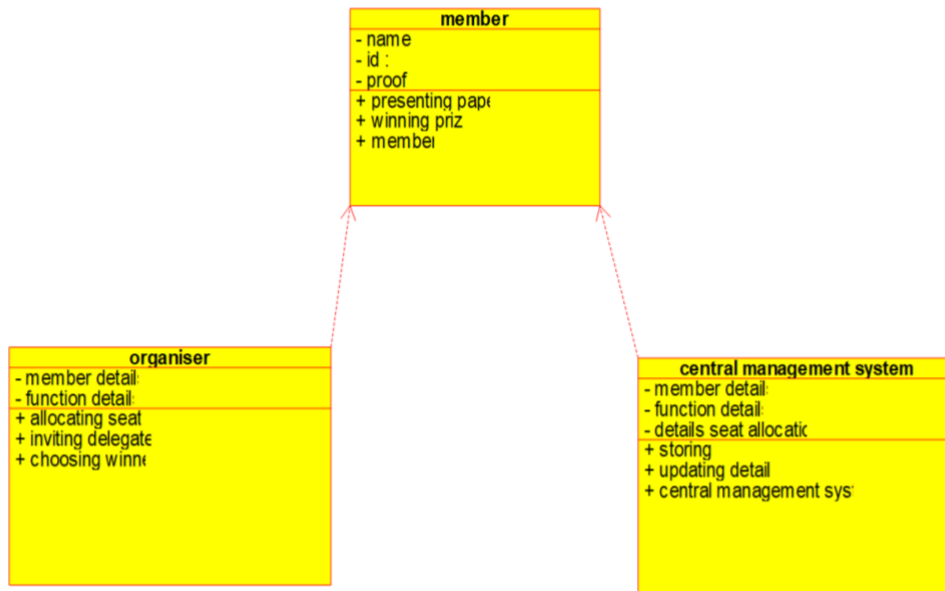 member
- name
- id :
- proof
+ presenting pape
+ winning priz
+ member
organiser
- member detail
- function detail
+ allocating seat
+ inviting delegate
+ choosing winne
central management system
- member detail
- function detail
- details seat allocatic
+ storing
+ updating detail
+ central management sys